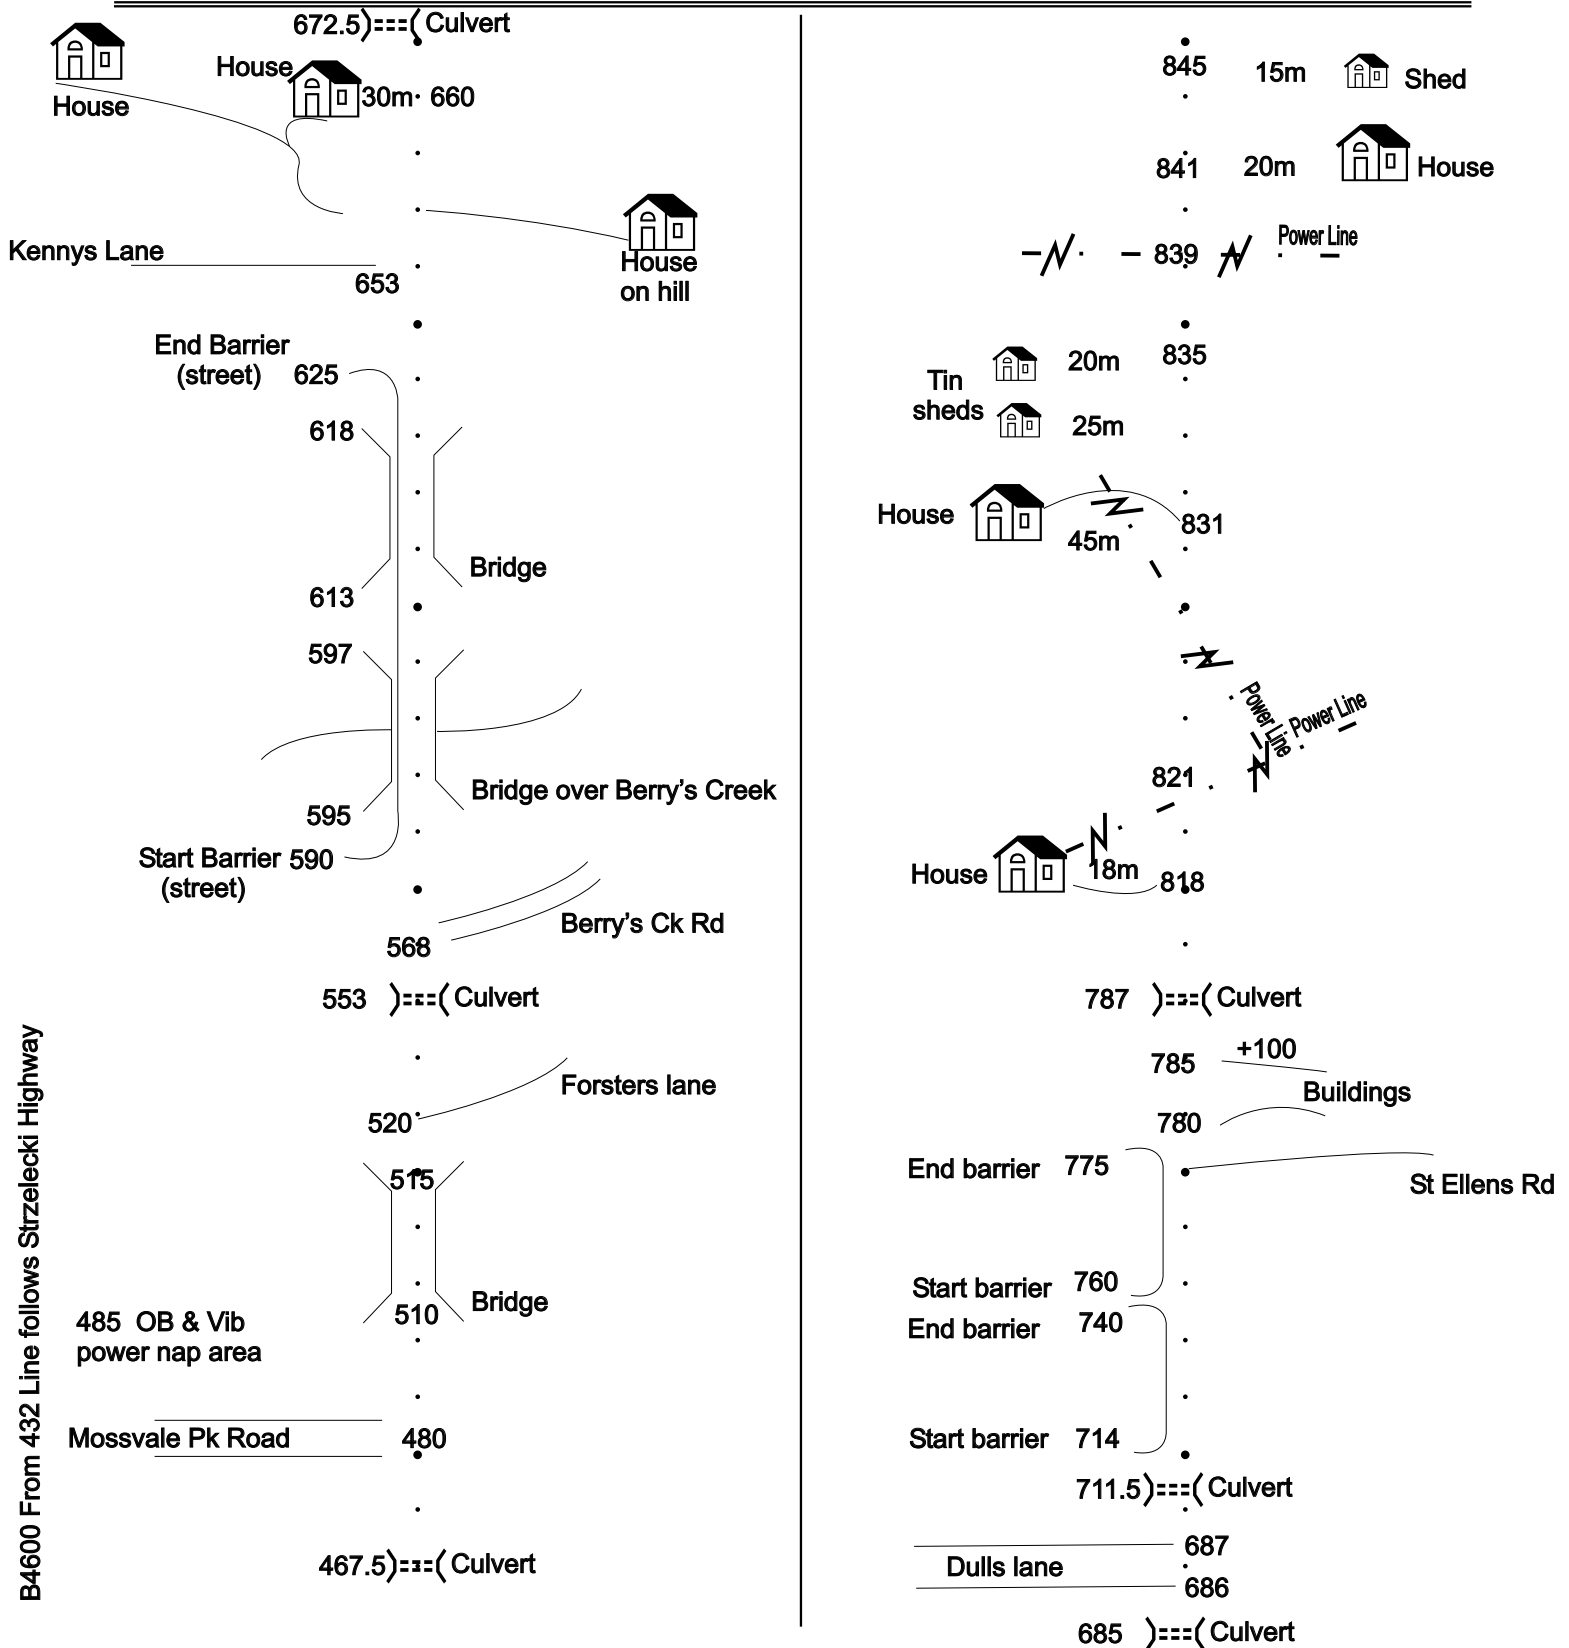 672.5 Culvert
House
House
30m 660
Kennys Lane
653
House
on hill
End Barrier
(street) 625
618
Bridge
613
597
Bridge over Berry's Creek
595
Start Barrier 590
(street)
Berry's Ck Rd
568
553 Culvert
Forsters lane
520
515
Bridge
510
485 OB & Vib
power nap area
Mossvale Pk Road 480
467.5 Culvert
B4600 From 432 Line follows Strzelecki Highway
845 15m Shed
841 20m House
839 Power Line
20m 835
Tin
sheds
25m
House 831
45m
Power Line
Power Line
821
House 18m 818
787 Culvert
785 +100
Buildings
780
End barrier 775
St Ellens Rd
Start barrier 760
End barrier 740
Start barrier 714
711.5 Culvert
687
Dulls lane
686
685 Culvert